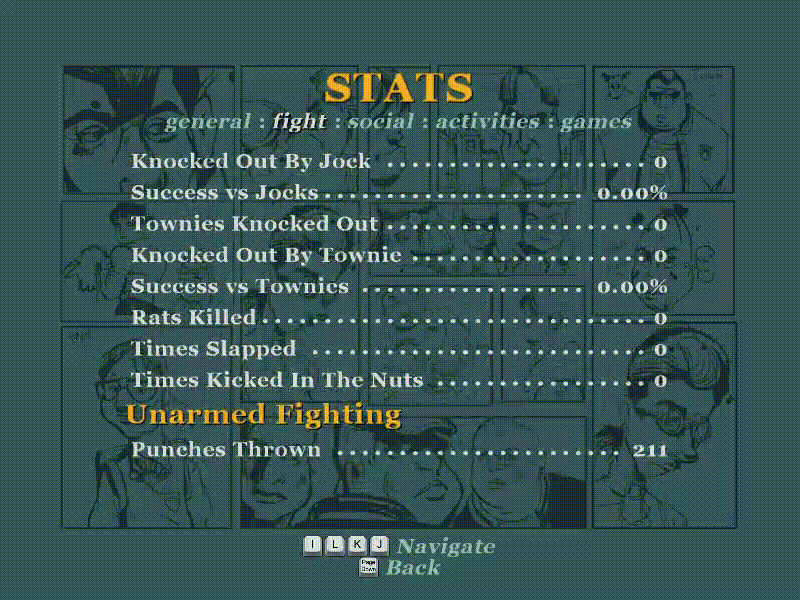 STATS
general : fight : social : activities : games
Knocked Out By Jock ........................ 0
Success vs Jocks ........................ 0.00%
Townies Knocked Out ........................ 0
Knocked Out By Townie ...................... 0
Success vs Townies .................... 0.00%
Rats Killed .................................... 0
Times Slapped .............................. 0
Times Kicked In The Nuts ................... 0
Unarmed Fighting
Punches Thrown .......................... 211
I L K J Navigate
Page Down Back